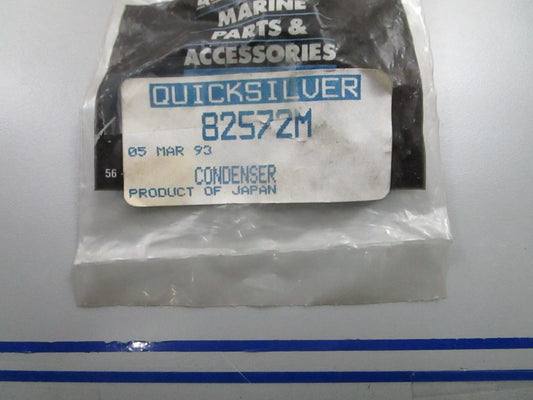 MARINE
PARTS &
ACCESSORIES
QUICKSILVER
82572M
05 MAR 93
56
CONDENSER
PRODUCT OF JAPAN